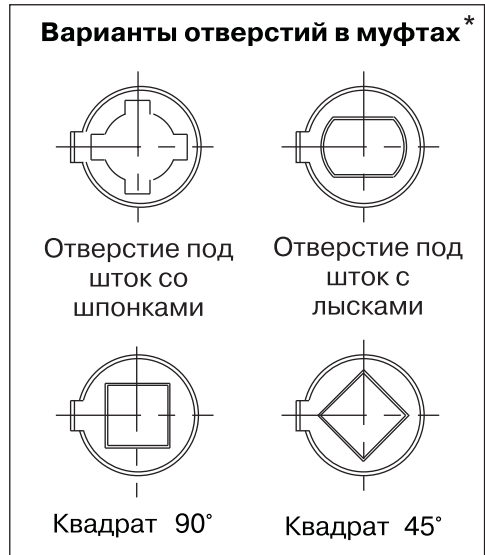 Варианты отверстий в муфтах*
Отверстие под
шток со
шпонками
Отверстие под
шток с
лысками
Квадрат 90°
Квадрат 45°